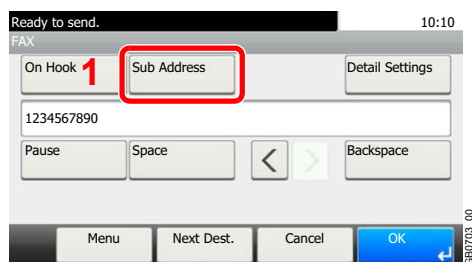 Ready to send. 10:10
FAX
On Hook 1 Sub Address Detail Settings
1234567890
Pause Space < > Backspace
Menu Next Dest. Cancel OK
GB0703_00